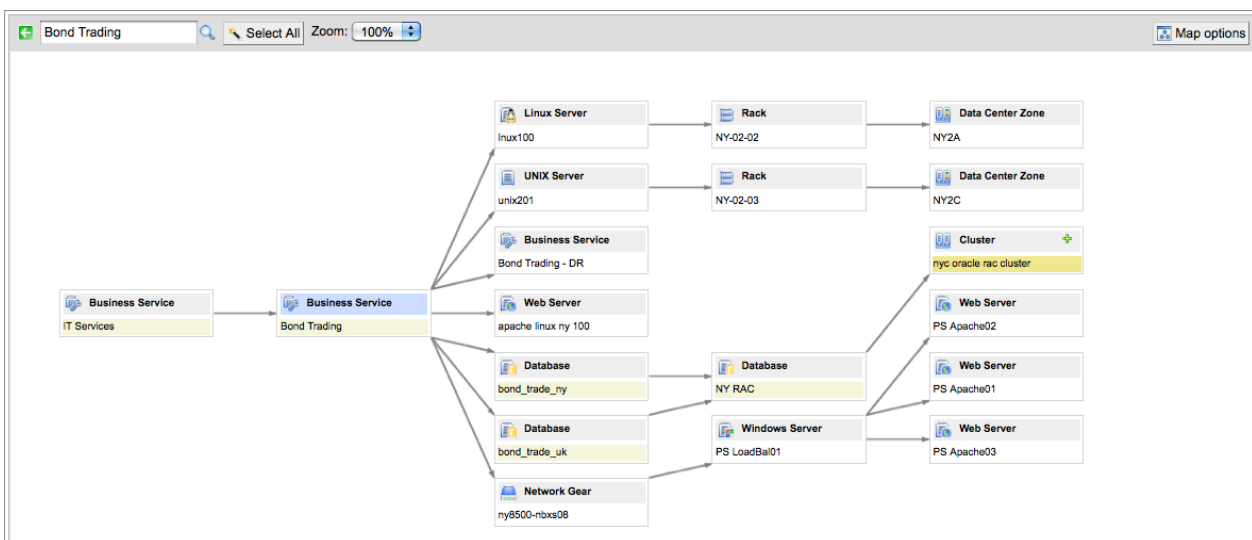 Bond Trading
Select All
Zoom:
100%
Map options
Linux Server
lnux100
Rack
NY-02-02
Data Center Zone
NY2A
UNIX Server
unix201
Rack
NY-02-03
Data Center Zone
NY2C
Business Service
Bond Trading - DR
Cluster
nyc oracle rac cluster
Business Service
IT Services
Business Service
Bond Trading
Web Server
apache linux ny 100
Web Server
PS Apache02
Database
bond_trade_ny
Database
NY RAC
Web Server
PS Apache01
Database
bond_trade_uk
Windows Server
PS LoadBal01
Web Server
PS Apache03
Network Gear
ny8500-nbxs08